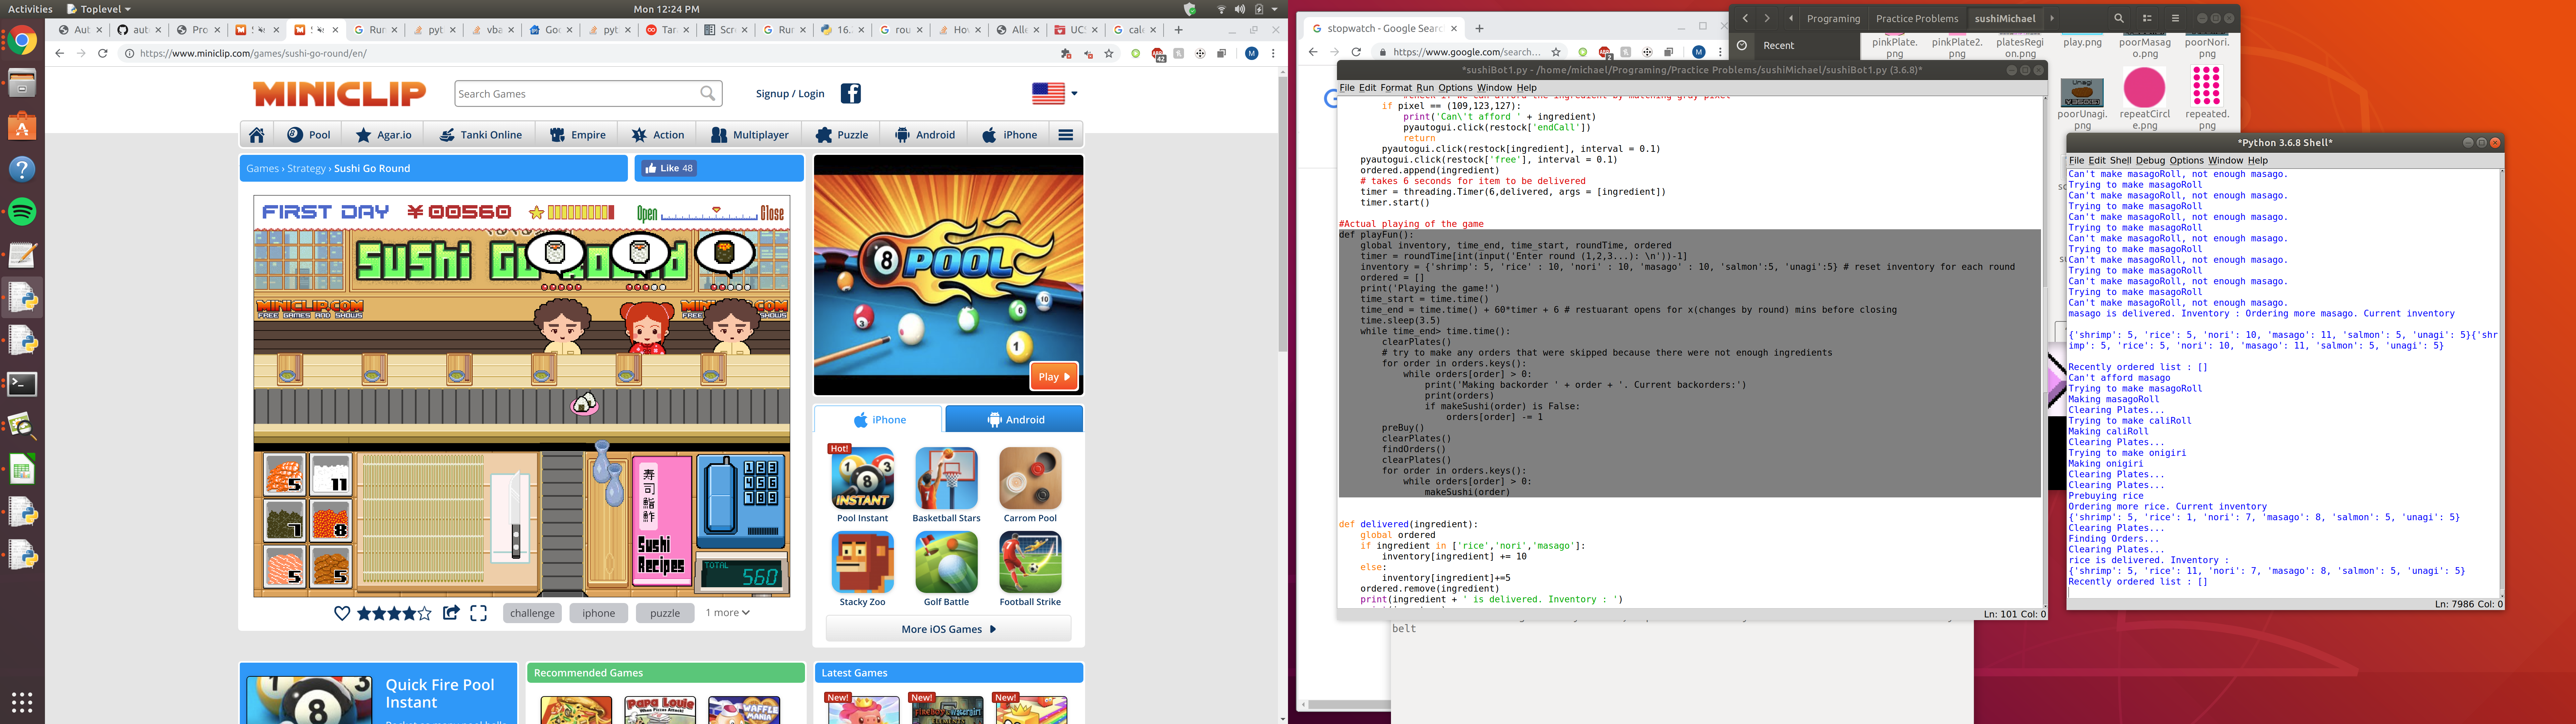 Activities
Toplevel
Mon 12:24 PM
https://www.miniclip.com/games/sushi-go-round/en/
MINICLIP
Search Games
Signup / Login
Pool
Agar.io
Tanki Online
Empire
Action
Multiplayer
Puzzle
Android
iPhone
Games › Strategy › Sushi Go Round
Like 48
FIRST DAY
¥ 00560
Open
Close
Sushi Go Round
MINICLIP.COM
FREE GAMES AND SHOWS
5
11
7
8
5
5
寿司鮨鮓
Sushi
Recipes
123
456
789
TOTAL
560
challenge
iphone
puzzle
1 more
8 BALL POOL
Play
iPhone
Android
Hot!
Pool Instant
Basketball Stars
Carrom Pool
Stacky Zoo
Golf Battle
Football Strike
More iOS Games
Quick Fire Pool
Instant
Recommended Games
Latest Games
New!
New!
New!
stopwatch - Google Searc
https://www.google.com/search...
Programing
Practice Problems
sushiMichael
Recent
pinkPlate.
png
pinkPlate2.
png
platesRegi
on.png
play.png
poorMasag
o.png
poorNori.
png
poorUnagi.
png
repeatCircl
e.png
repeated.
png
*sushiBot1.py - /home/michael/Programing/Practice Problems/sushiMichael/sushiBot1.py (3.6.8)*
File Edit Format Run Options Window Help
if pixel == (109,123,127):
print('Can\'t afford ' + ingredient)
pyautogui.click(restock['endCall'])
return
pyautogui.click(restock[ingredient], interval = 0.1)
pyautogui.click(restock['free'], interval = 0.1)
ordered.append(ingredient)
# takes 6 seconds for item to be delivered
timer = threading.Timer(6,delivered, args = [ingredient])
timer.start()
#Actual playing of the game
def playFun():
global inventory, time_end, time_start, roundTime, ordered
timer = roundTime[int(input('Enter round (1,2,3...): \n'))-1]
inventory = {'shrimp': 5, 'rice' : 10, 'nori' : 10, 'masago' : 10, 'salmon':5, 'unagi':5} # reset inventory for each round
ordered = []
print('Playing the game!')
time_start = time.time()
time_end = time.time() + 60*timer + 6 # restuarant opens for x(changes by round) mins before closing
time.sleep(3.5)
while time_end> time.time():
clearPlates()
# try to make any orders that were skipped because there were not enough ingredients
for order in orders.keys():
while orders[order] > 0:
print('Making backorder ' + order + '. Current backorders:')
print(orders)
if makeSushi(order) is False:
orders[order] -= 1
preBuy()
clearPlates()
findOrders()
clearPlates()
for order in orders.keys():
while orders[order] > 0:
makeSushi(order)
def delivered(ingredient):
global ordered
if ingredient in ['rice','nori','masago']:
inventory[ingredient] += 10
else:
inventory[ingredient]+=5
ordered.remove(ingredient)
print(ingredient + ' is delivered. Inventory : ')
Ln: 101 Col: 0
belt
*Python 3.6.8 Shell*
File Edit Shell Debug Options Window Help
Can't make masagoRoll, not enough masago.
Trying to make masagoRoll
Can't make masagoRoll, not enough masago.
Trying to make masagoRoll
Can't make masagoRoll, not enough masago.
Trying to make masagoRoll
Can't make masagoRoll, not enough masago.
Trying to make masagoRoll
Can't make masagoRoll, not enough masago.
Trying to make masagoRoll
Can't make masagoRoll, not enough masago.
Trying to make masagoRoll
Can't make masagoRoll, not enough masago.
masago is delivered. Inventory : Ordering more masago. Current inventory
{'shrimp': 5, 'rice': 5, 'nori': 10, 'masago': 11, 'salmon': 5, 'unagi': 5}{'shr
imp': 5, 'rice': 5, 'nori': 10, 'masago': 11, 'salmon': 5, 'unagi': 5}
Recently ordered list : []
Can't afford masago
Trying to make masagoRoll
Making masagoRoll
Clearing Plates...
Trying to make caliRoll
Making caliRoll
Clearing Plates...
Trying to make onigiri
Making onigiri
Clearing Plates...
Clearing Plates...
Prebuying rice
Ordering more rice. Current inventory
{'shrimp': 5, 'rice': 1, 'nori': 7, 'masago': 8, 'salmon': 5, 'unagi': 5}
Clearing Plates...
Finding Orders...
Clearing Plates...
rice is delivered. Inventory :
{'shrimp': 5, 'rice': 11, 'nori': 7, 'masago': 8, 'salmon': 5, 'unagi': 5}
Recently ordered list : []
Ln: 7986 Col: 0